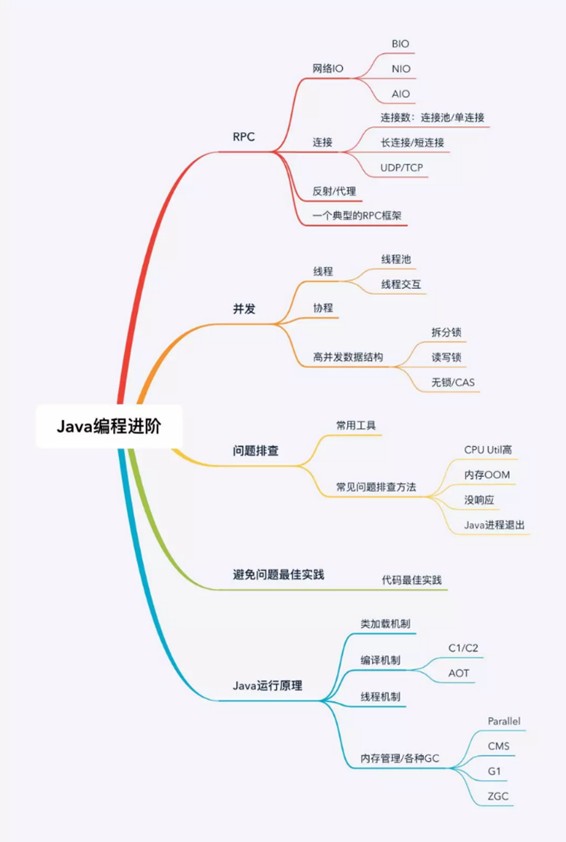 Java编程进阶
RPC
网络IO
BIO
NIO
AIO
连接
连接数：连接池/单连接
长连接/短连接
UDP/TCP
反射/代理
一个典型的RPC框架
并发
线程
线程池
线程交互
协程
高并发数据结构
拆分锁
读写锁
无锁/CAS
问题排查
常用工具
常见问题排查方法
CPU Util高
内存OOM
没响应
Java进程退出
避免问题最佳实践
代码最佳实践
Java运行原理
类加载机制
编译机制
C1/C2
AOT
线程机制
内存管理/各种GC
Parallel
CMS
G1
ZGC